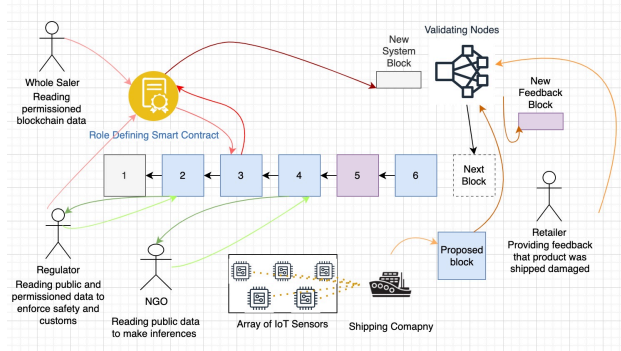 Validating Nodes
New
System
Block
Whole Saler
Reading
permissioned
blockchain data
New
Feedback
Block
Role Defining Smart Contract
1
2
3
4
5
6
Next
Block
Regulator
Reading public and
permissioned data to
enforce safety and
customs
NGO
Reading public data
to make inferences
Array of IoT Sensors
Shipping Comapny
Proposed
block
Retailer
Providing feedback
that product was
shipped damaged